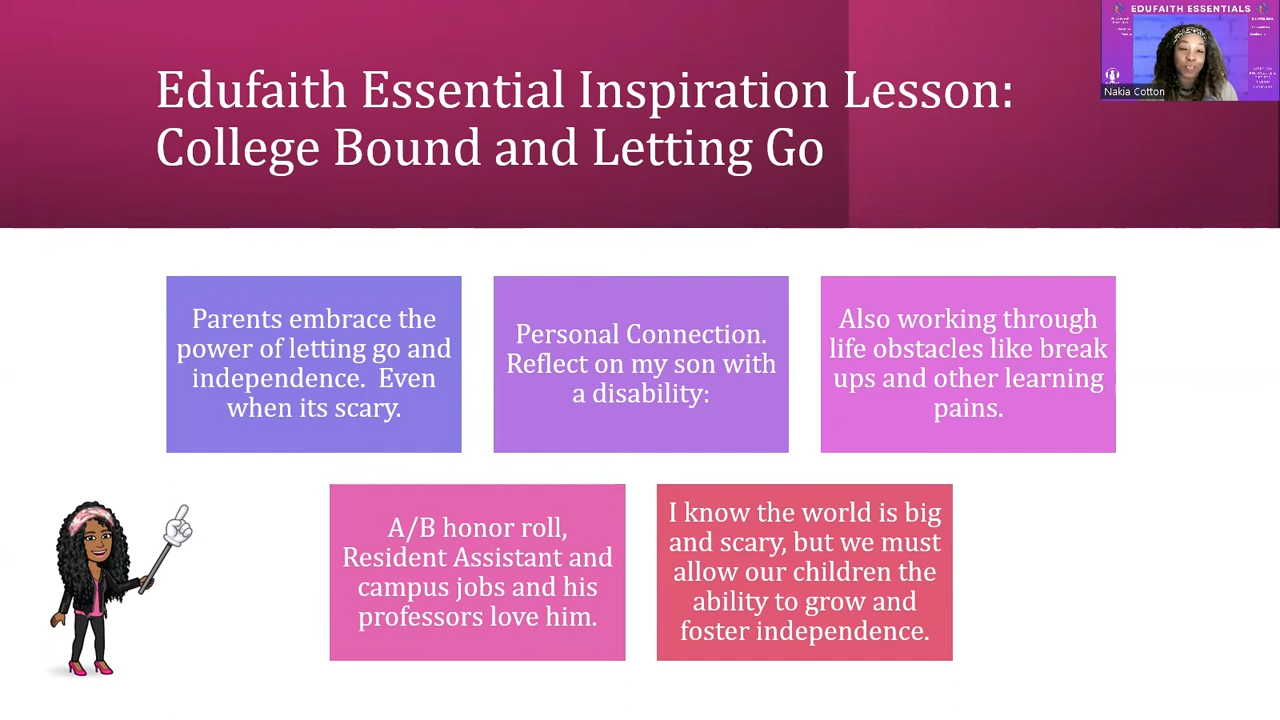 EDUFAITH ESSENTIALS
Nakia Cotton
Edufaith Essential Inspiration Lesson:
College Bound and Letting Go
Parents embrace the
power of letting go and
independence.  Even
when its scary.
Personal Connection.
Reflect on my son with
a disability:
Also working through
life obstacles like break
ups and other learning
pains.
A/B honor roll,
Resident Assistant and
campus jobs and his
professors love him.
I know the world is big
and scary, but we must
allow our children the
ability to grow and
foster independence.